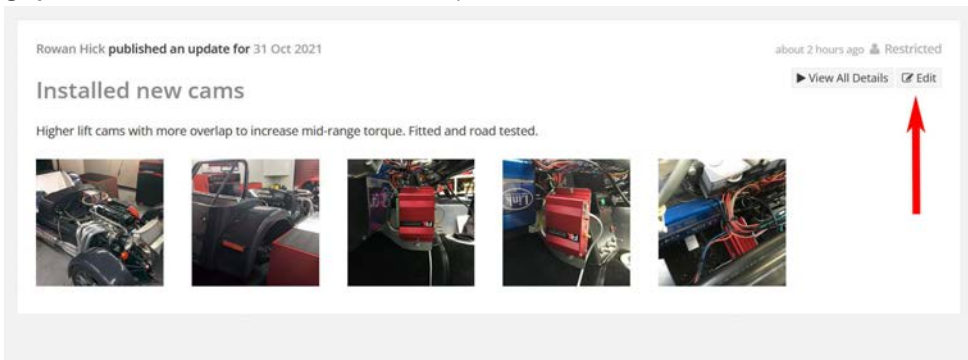 Rowan Hick published an update for 31 Oct 2021
about 2 hours ago Restricted
View All Details Edit
Installed new cams
Higher lift cams with more overlap to increase mid-range torque. Fitted and road tested.
Link